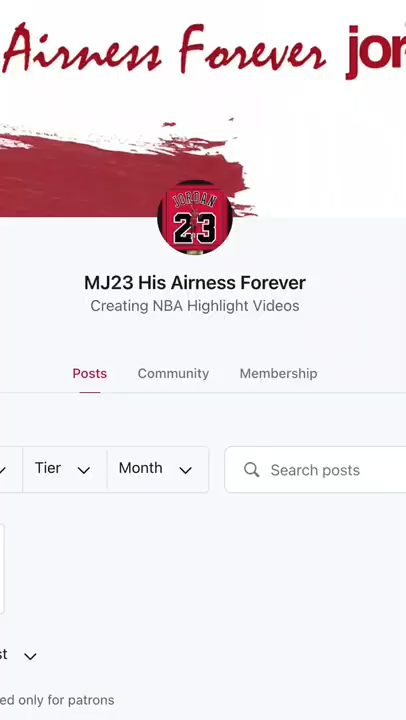 Airness Forever jor
JORDAN
23
MJ23 His Airness Forever
Creating NBA Highlight Videos
Posts Community Membership
Tier Month Search posts
st
ed only for patrons